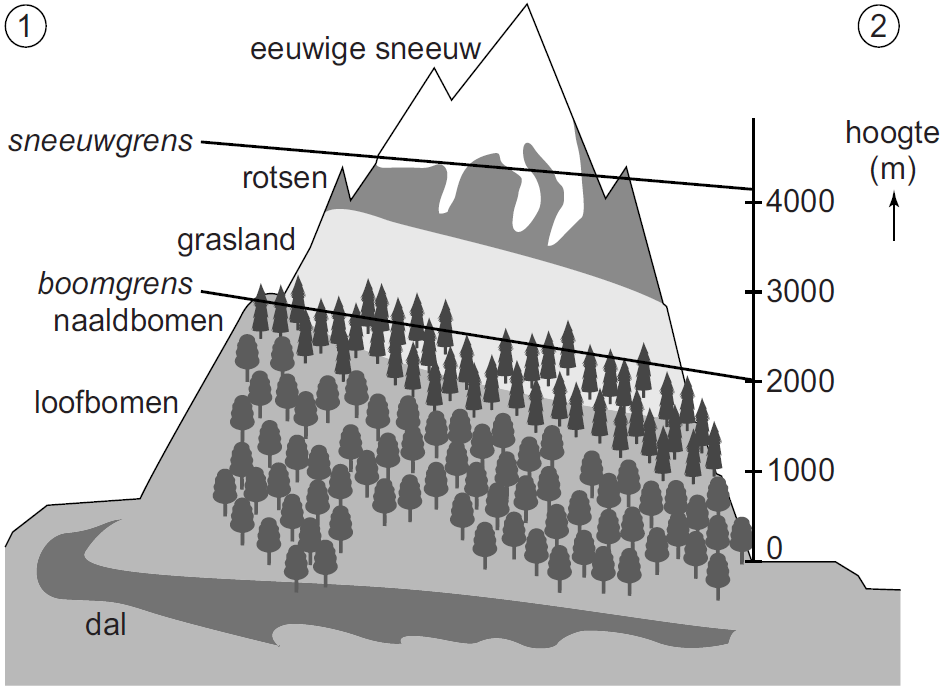 1
2
eeuwige sneeuw
sneeuwgrens
hoogte
(m)
rotsen
4000
grasland
boomgrens
3000
naaldbomen
2000
loofbomen
1000
0
dal